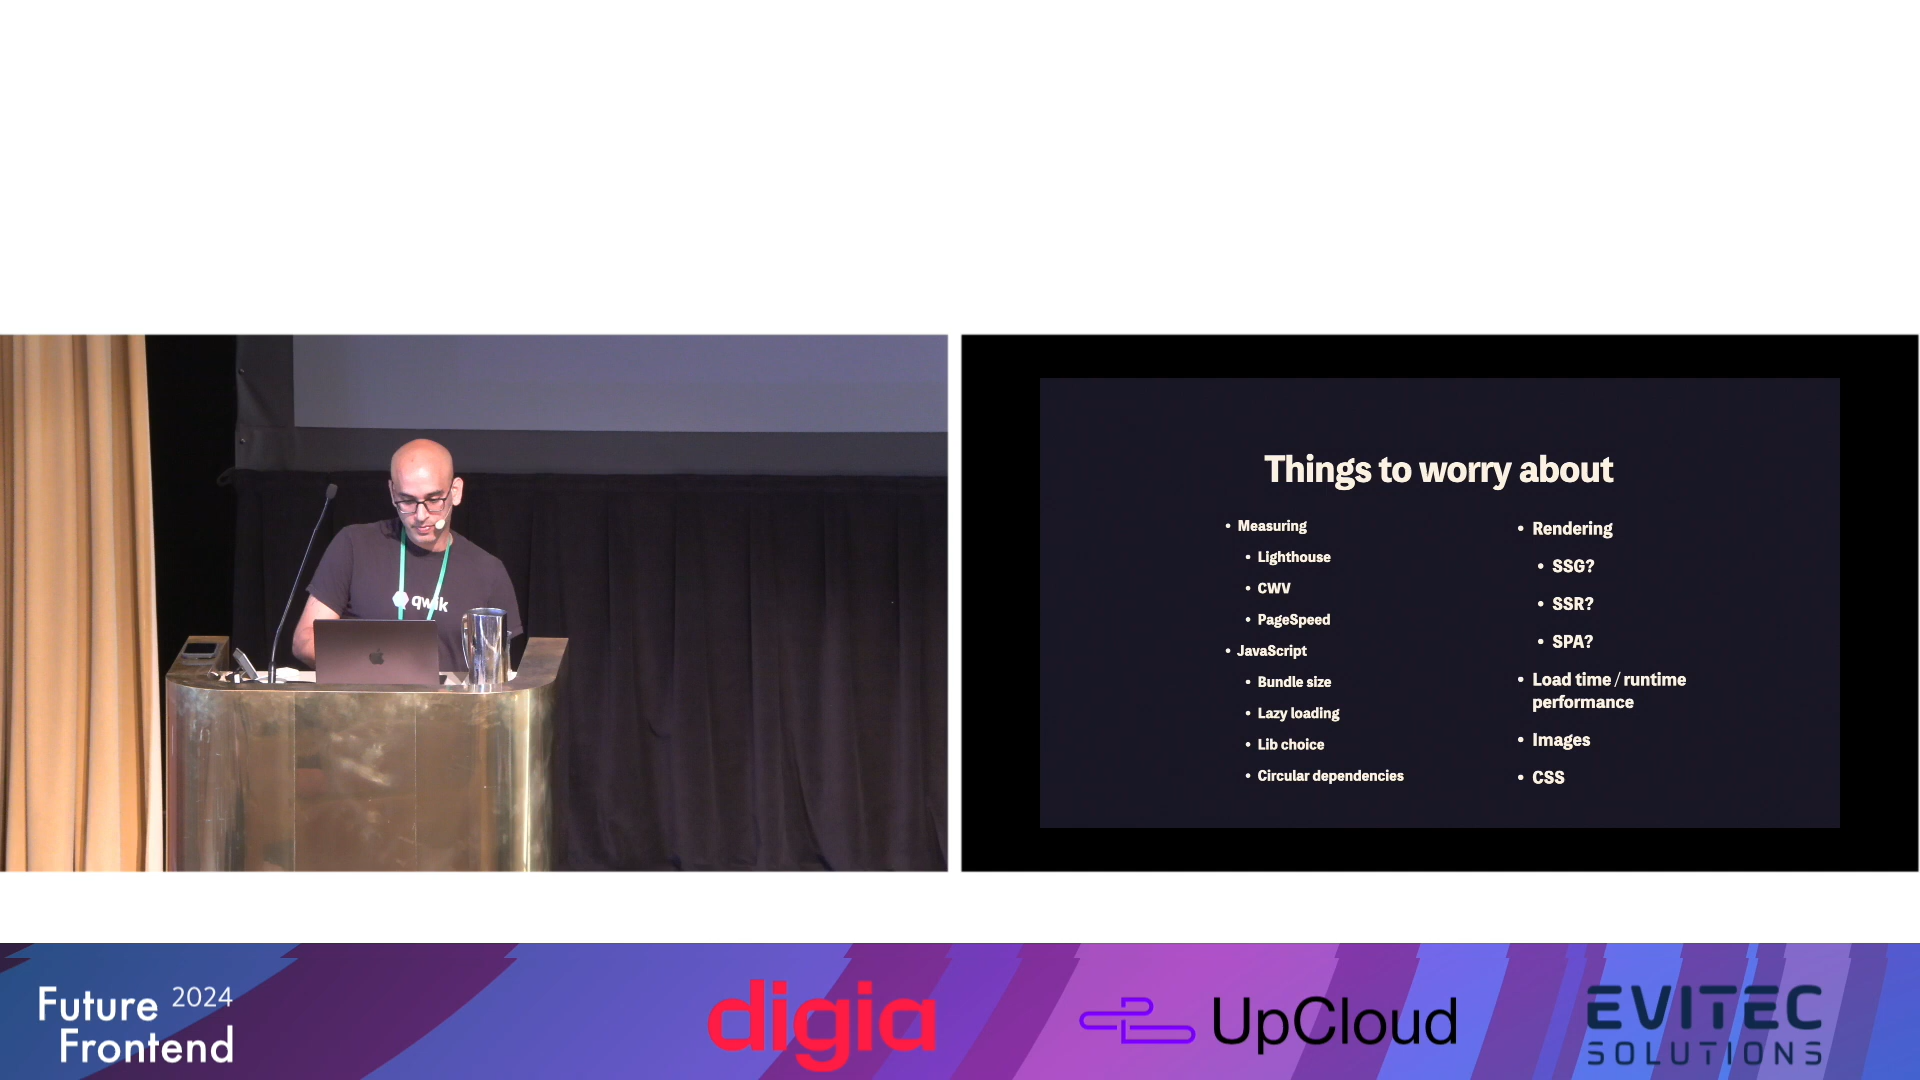 qwik
Things to worry about
• Measuring
• Lighthouse
• CWV
• PageSpeed
• JavaScript
• Bundle size
• Lazy loading
• Lib choice
• Circular dependencies
• Rendering
• SSG?
• SSR?
• SPA?
• Load time / runtime
performance
• Images
• CSS
Future 2024
Frontend
digia
UpCloud
EVITEC
SOLUTIONS